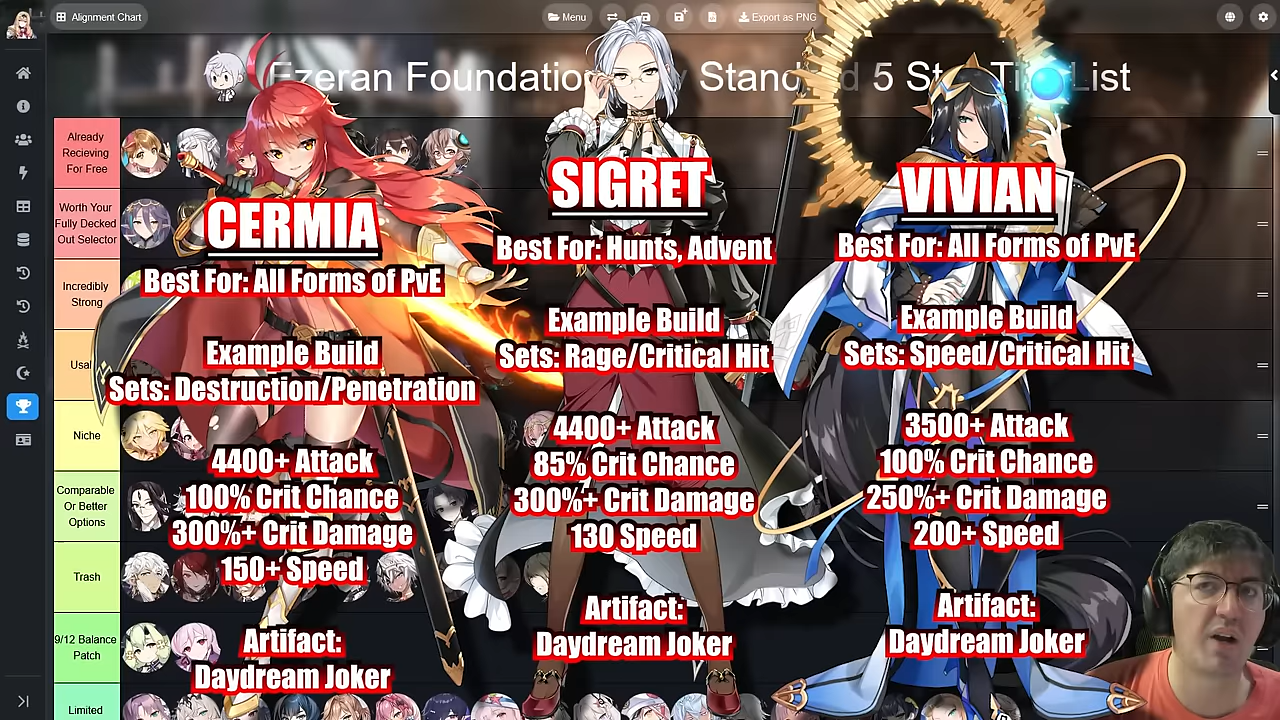 Alignment Chart
Menu
Export as PNG
Ezeran Foundation
Standard 5 Star Tier List
Already
Recieving
For Free
Worth Your
Fully Decked
Out Selector
Incredibly
Strong
Niche
Comparable
Or Better
Options
Trash
9/12 Balance
Patch
Limited
CERMIA
Best For: All Forms of PvE
Example Build
Sets: Destruction/Penetration
4400+ Attack
100% Crit Chance
300%+ Crit Damage
150+ Speed
Artifact:
Daydream Joker
SIGRET
Best For: Hunts, Advent
Example Build
Sets: Rage/Critical Hit
4400+ Attack
85% Crit Chance
300%+ Crit Damage
130 Speed
Artifact:
Daydream Joker
VIVIAN
Best For: All Forms of PvE
Example Build
Sets: Speed/Critical Hit
3500+ Attack
100% Crit Chance
250%+ Crit Damage
200+ Speed
Artifact:
Daydream Joker